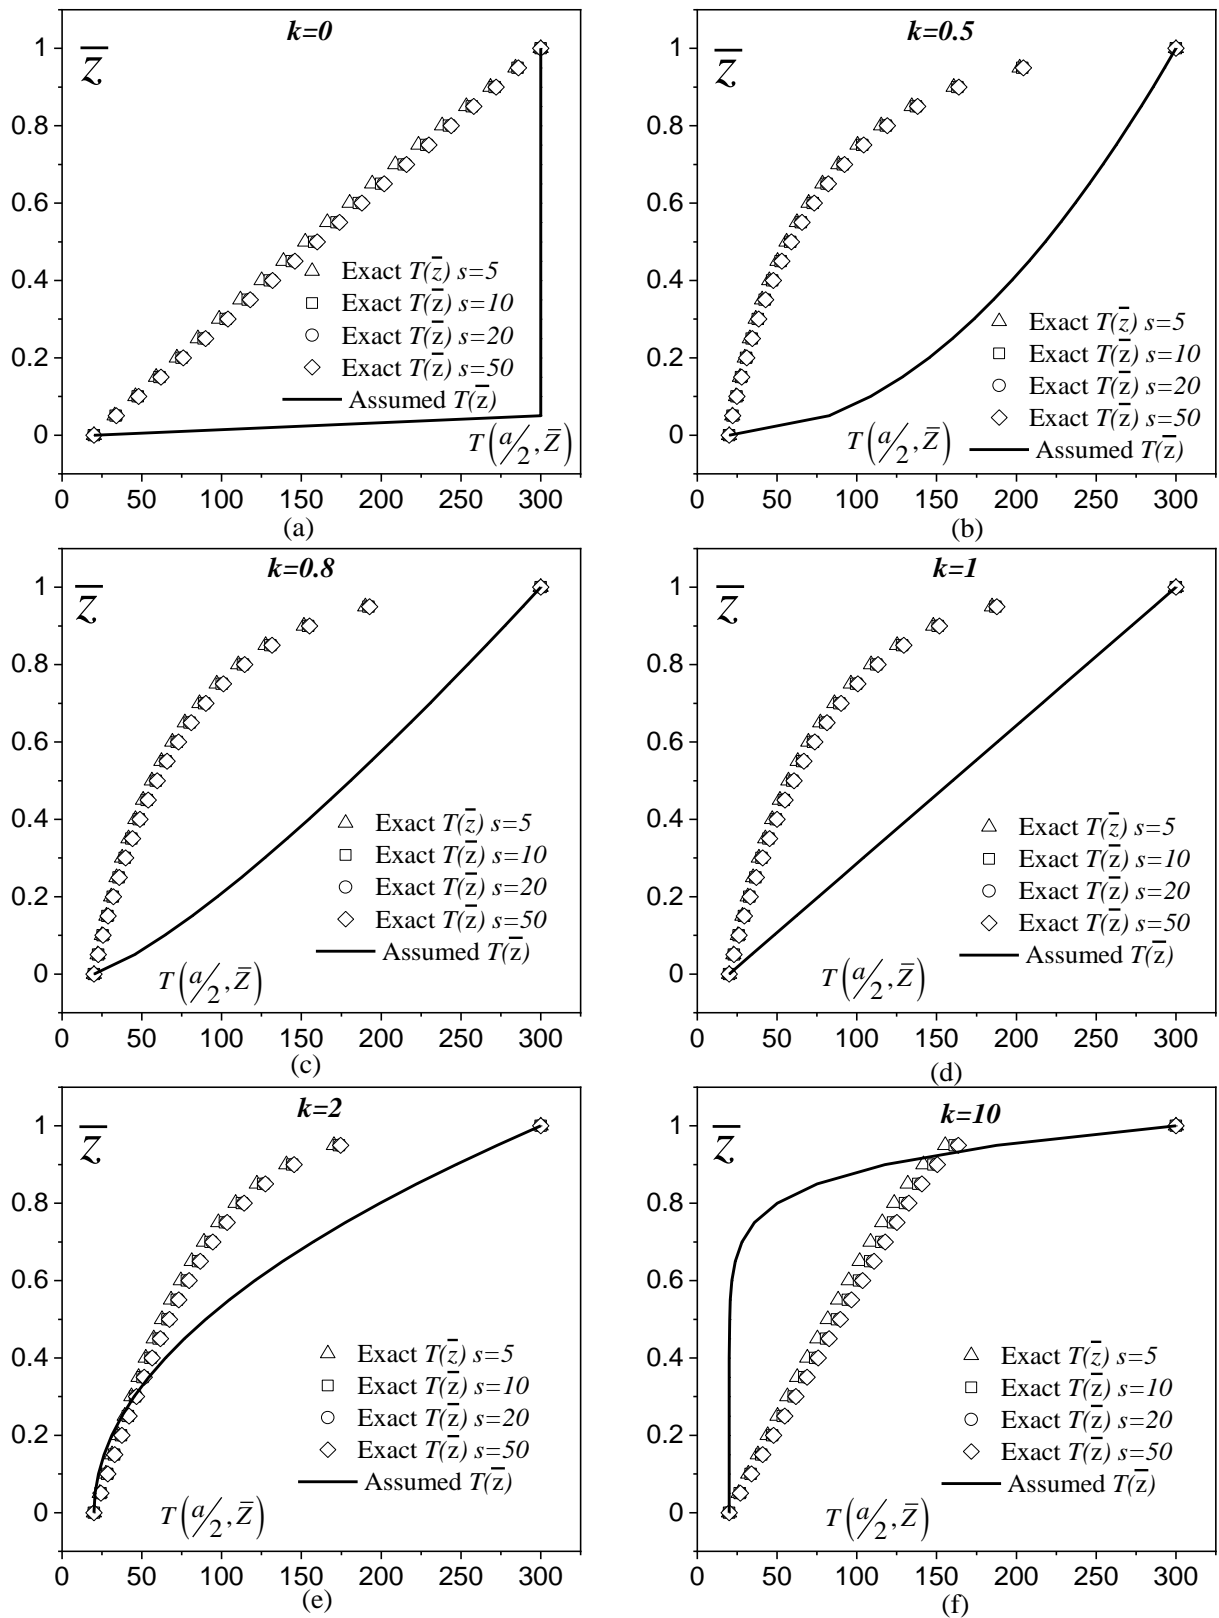 k=0
z̅
1
0.8
0.6
0.4
0.2
0
Exact T(z̅) s=5
Exact T(z̅) s=10
Exact T(z̅) s=20
Exact T(z̅) s=50
Assumed T(z̅)
T(a/2, Z̅)
0 50 100 150 200 250 300
(a)
k=0.5
z̅
1
0.8
0.6
0.4
0.2
0
Exact T(z̅) s=5
Exact T(z̅) s=10
Exact T(z̅) s=20
Exact T(z̅) s=50
Assumed T(z̅)
T(a/2, Z̅)
0 50 100 150 200 250 300
(b)
k=0.8
z̅
1
0.8
0.6
0.4
0.2
0
Exact T(z̅) s=5
Exact T(z̅) s=10
Exact T(z̅) s=20
Exact T(z̅) s=50
Assumed T(z̅)
T(a/2, Z̅)
0 50 100 150 200 250 300
(c)
k=1
z̅
1
0.8
0.6
0.4
0.2
0
Exact T(z̅) s=5
Exact T(z̅) s=10
Exact T(z̅) s=20
Exact T(z̅) s=50
Assumed T(z̅)
T(a/2, Z̅)
0 50 100 150 200 250 300
(d)
k=2
z̅
1
0.8
0.6
0.4
0.2
0
Exact T(z̅) s=5
Exact T(z̅) s=10
Exact T(z̅) s=20
Exact T(z̅) s=50
Assumed T(z̅)
T(a/2, Z̅)
0 50 100 150 200 250 300
(e)
k=10
z̅
1
0.8
0.6
0.4
0.2
0
Exact T(z̅) s=5
Exact T(z̅) s=10
Exact T(z̅) s=20
Exact T(z̅) s=50
Assumed T(z̅)
T(a/2, Z̅)
0 50 100 150 200 250 300
(f)